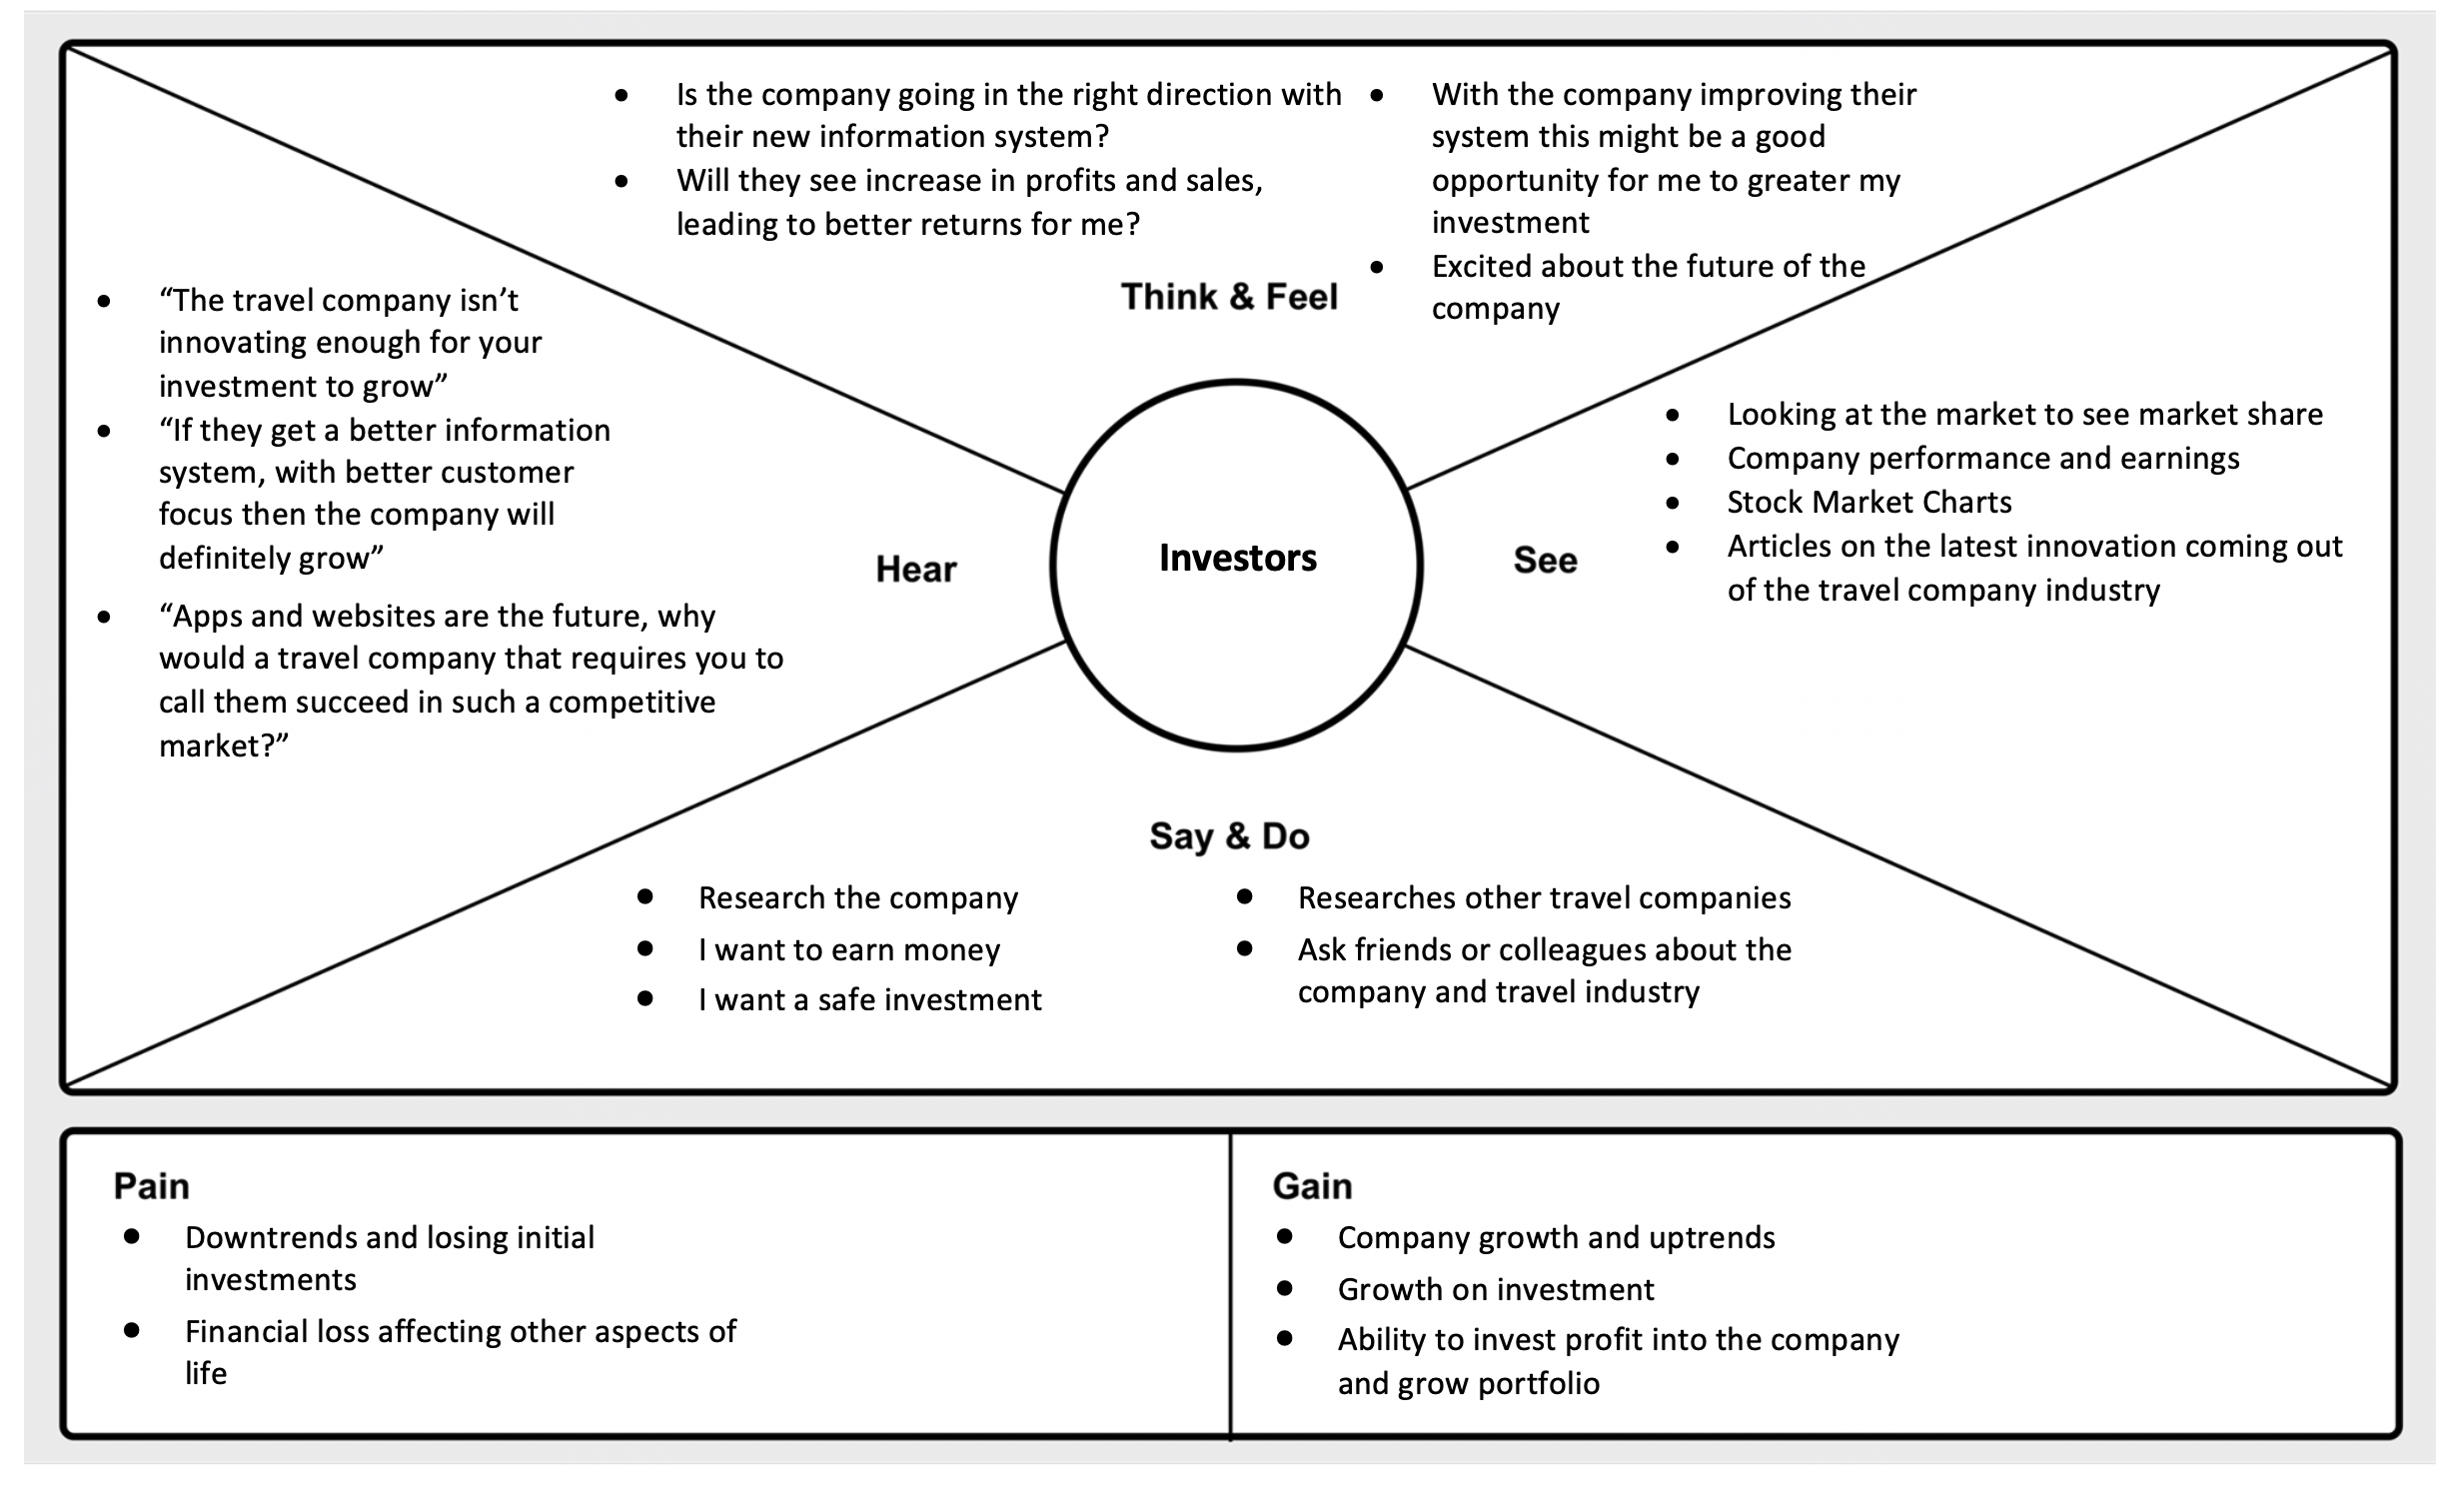 • Is the company going in the right direction with
their new information system?
• Will they see increase in profits and sales,
leading to better returns for me?
• With the company improving their
system this might be a good
opportunity for me to greater my
investment
• Excited about the future of the
company
Think & Feel
• “The travel company isn’t
innovating enough for your
investment to grow”
• “If they get a better information
system, with better customer
focus then the company will
definitely grow”
• “Apps and websites are the future, why
would a travel company that requires you to
call them succeed in such a competitive
market?”
Hear
Investors
See
• Looking at the market to see market share
• Company performance and earnings
• Stock Market Charts
• Articles on the latest innovation coming out
of the travel company industry
Say & Do
• Research the company
• I want to earn money
• I want a safe investment
• Researches other travel companies
• Ask friends or colleagues about the
company and travel industry
Pain
• Downtrends and losing initial
investments
• Financial loss affecting other aspects of
life
Gain
• Company growth and uptrends
• Growth on investment
• Ability to invest profit into the company
and grow portfolio